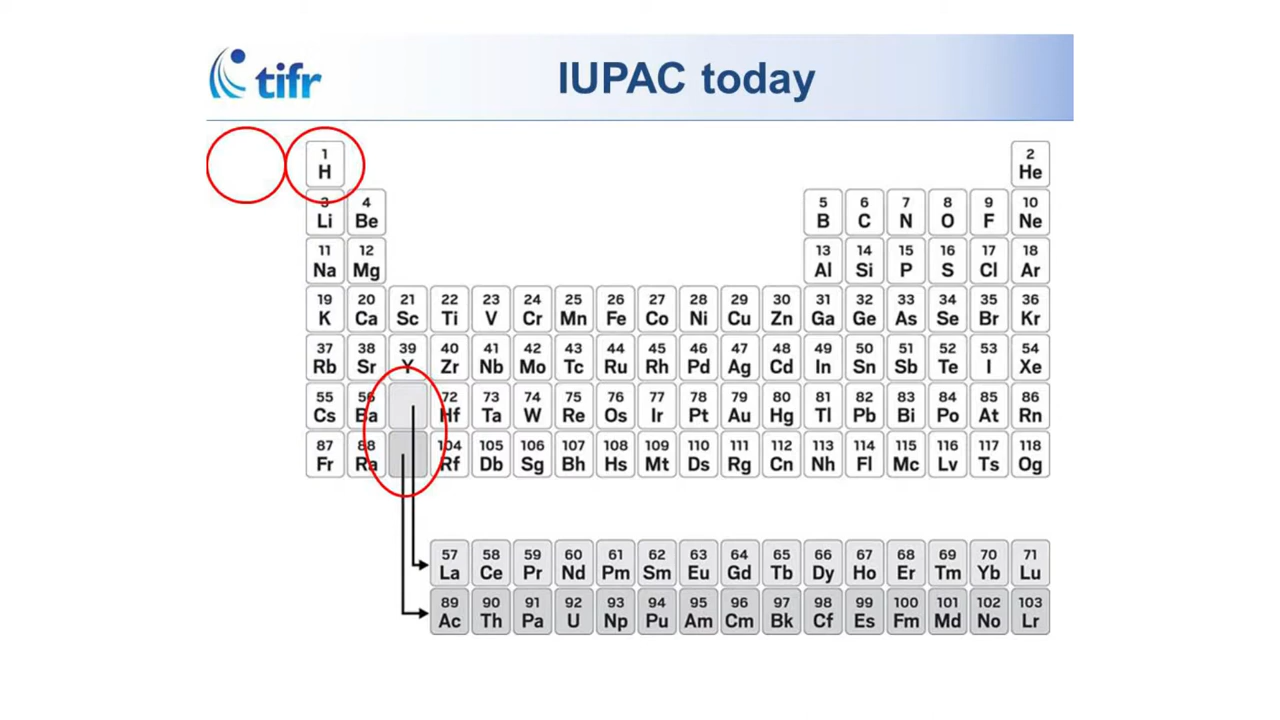 tifr
IUPAC today
1 2
H He
3 4 5 6 7 8 9 10
Li Be B C N O F Ne
11 12 13 14 15 16 17 18
Na Mg Al Si P S Cl Ar
19 20 21 22 23 24 25 26 27 28 29 30 31 32 33 34 35 36
K Ca Sc Ti V Cr Mn Fe Co Ni Cu Zn Ga Ge As Se Br Kr
37 38 39 40 41 42 43 44 45 46 47 48 49 50 51 52 53 54
Rb Sr Y Zr Nb Mo Tc Ru Rh Pd Ag Cd In Sn Sb Te I Xe
55 56 72 73 74 75 76 77 78 79 80 81 82 83 84 85 86
Cs Ba Hf Ta W Re Os Ir Pt Au Hg Tl Pb Bi Po At Rn
87 88 104 105 106 107 108 109 110 111 112 113 114 115 116 117 118
Fr Ra Rf Db Sg Bh Hs Mt Ds Rg Cn Nh Fl Mc Lv Ts Og
57 58 59 60 61 62 63 64 65 66 67 68 69 70 71
La Ce Pr Nd Pm Sm Eu Gd Tb Dy Ho Er Tm Yb Lu
89 90 91 92 93 94 95 96 97 98 99 100 101 102 103
Ac Th Pa U Np Pu Am Cm Bk Cf Es Fm Md No Lr